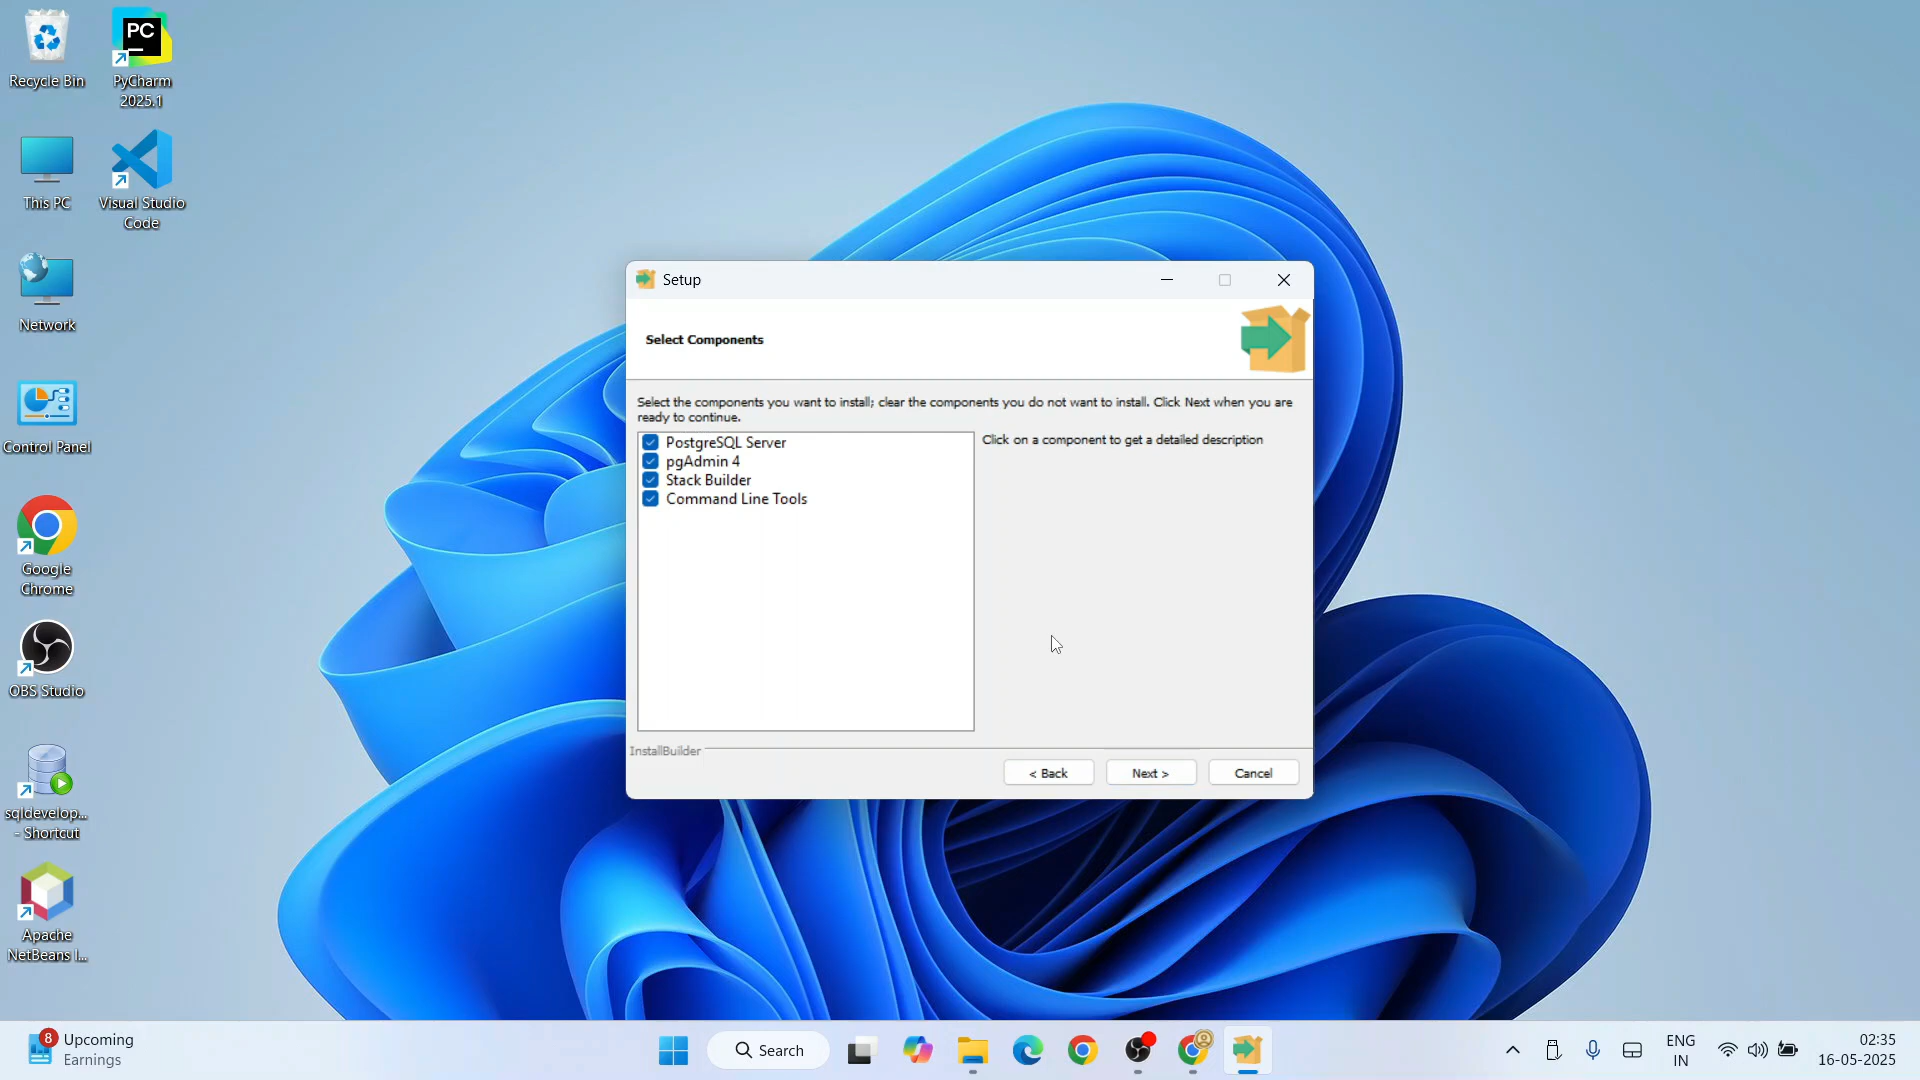 Recycle Bin
PC
PyCharm
2025.1
This PC
Visual Studio
Code
Network
Control Panel
Google
Chrome
OBS Studio
sqldevelop...
- Shortcut
Apache
NetBeans I...
Setup
Select Components
Select the components you want to install; clear the components you do not want to install. Click Next when you are
ready to continue.
PostgreSQL Server
pgAdmin 4
Stack Builder
Command Line Tools
Click on a component to get a detailed description
InstallBuilder
< Back
Next >
Cancel
8
Upcoming
Earnings
Search
ENG
IN
02:35
16-05-2025